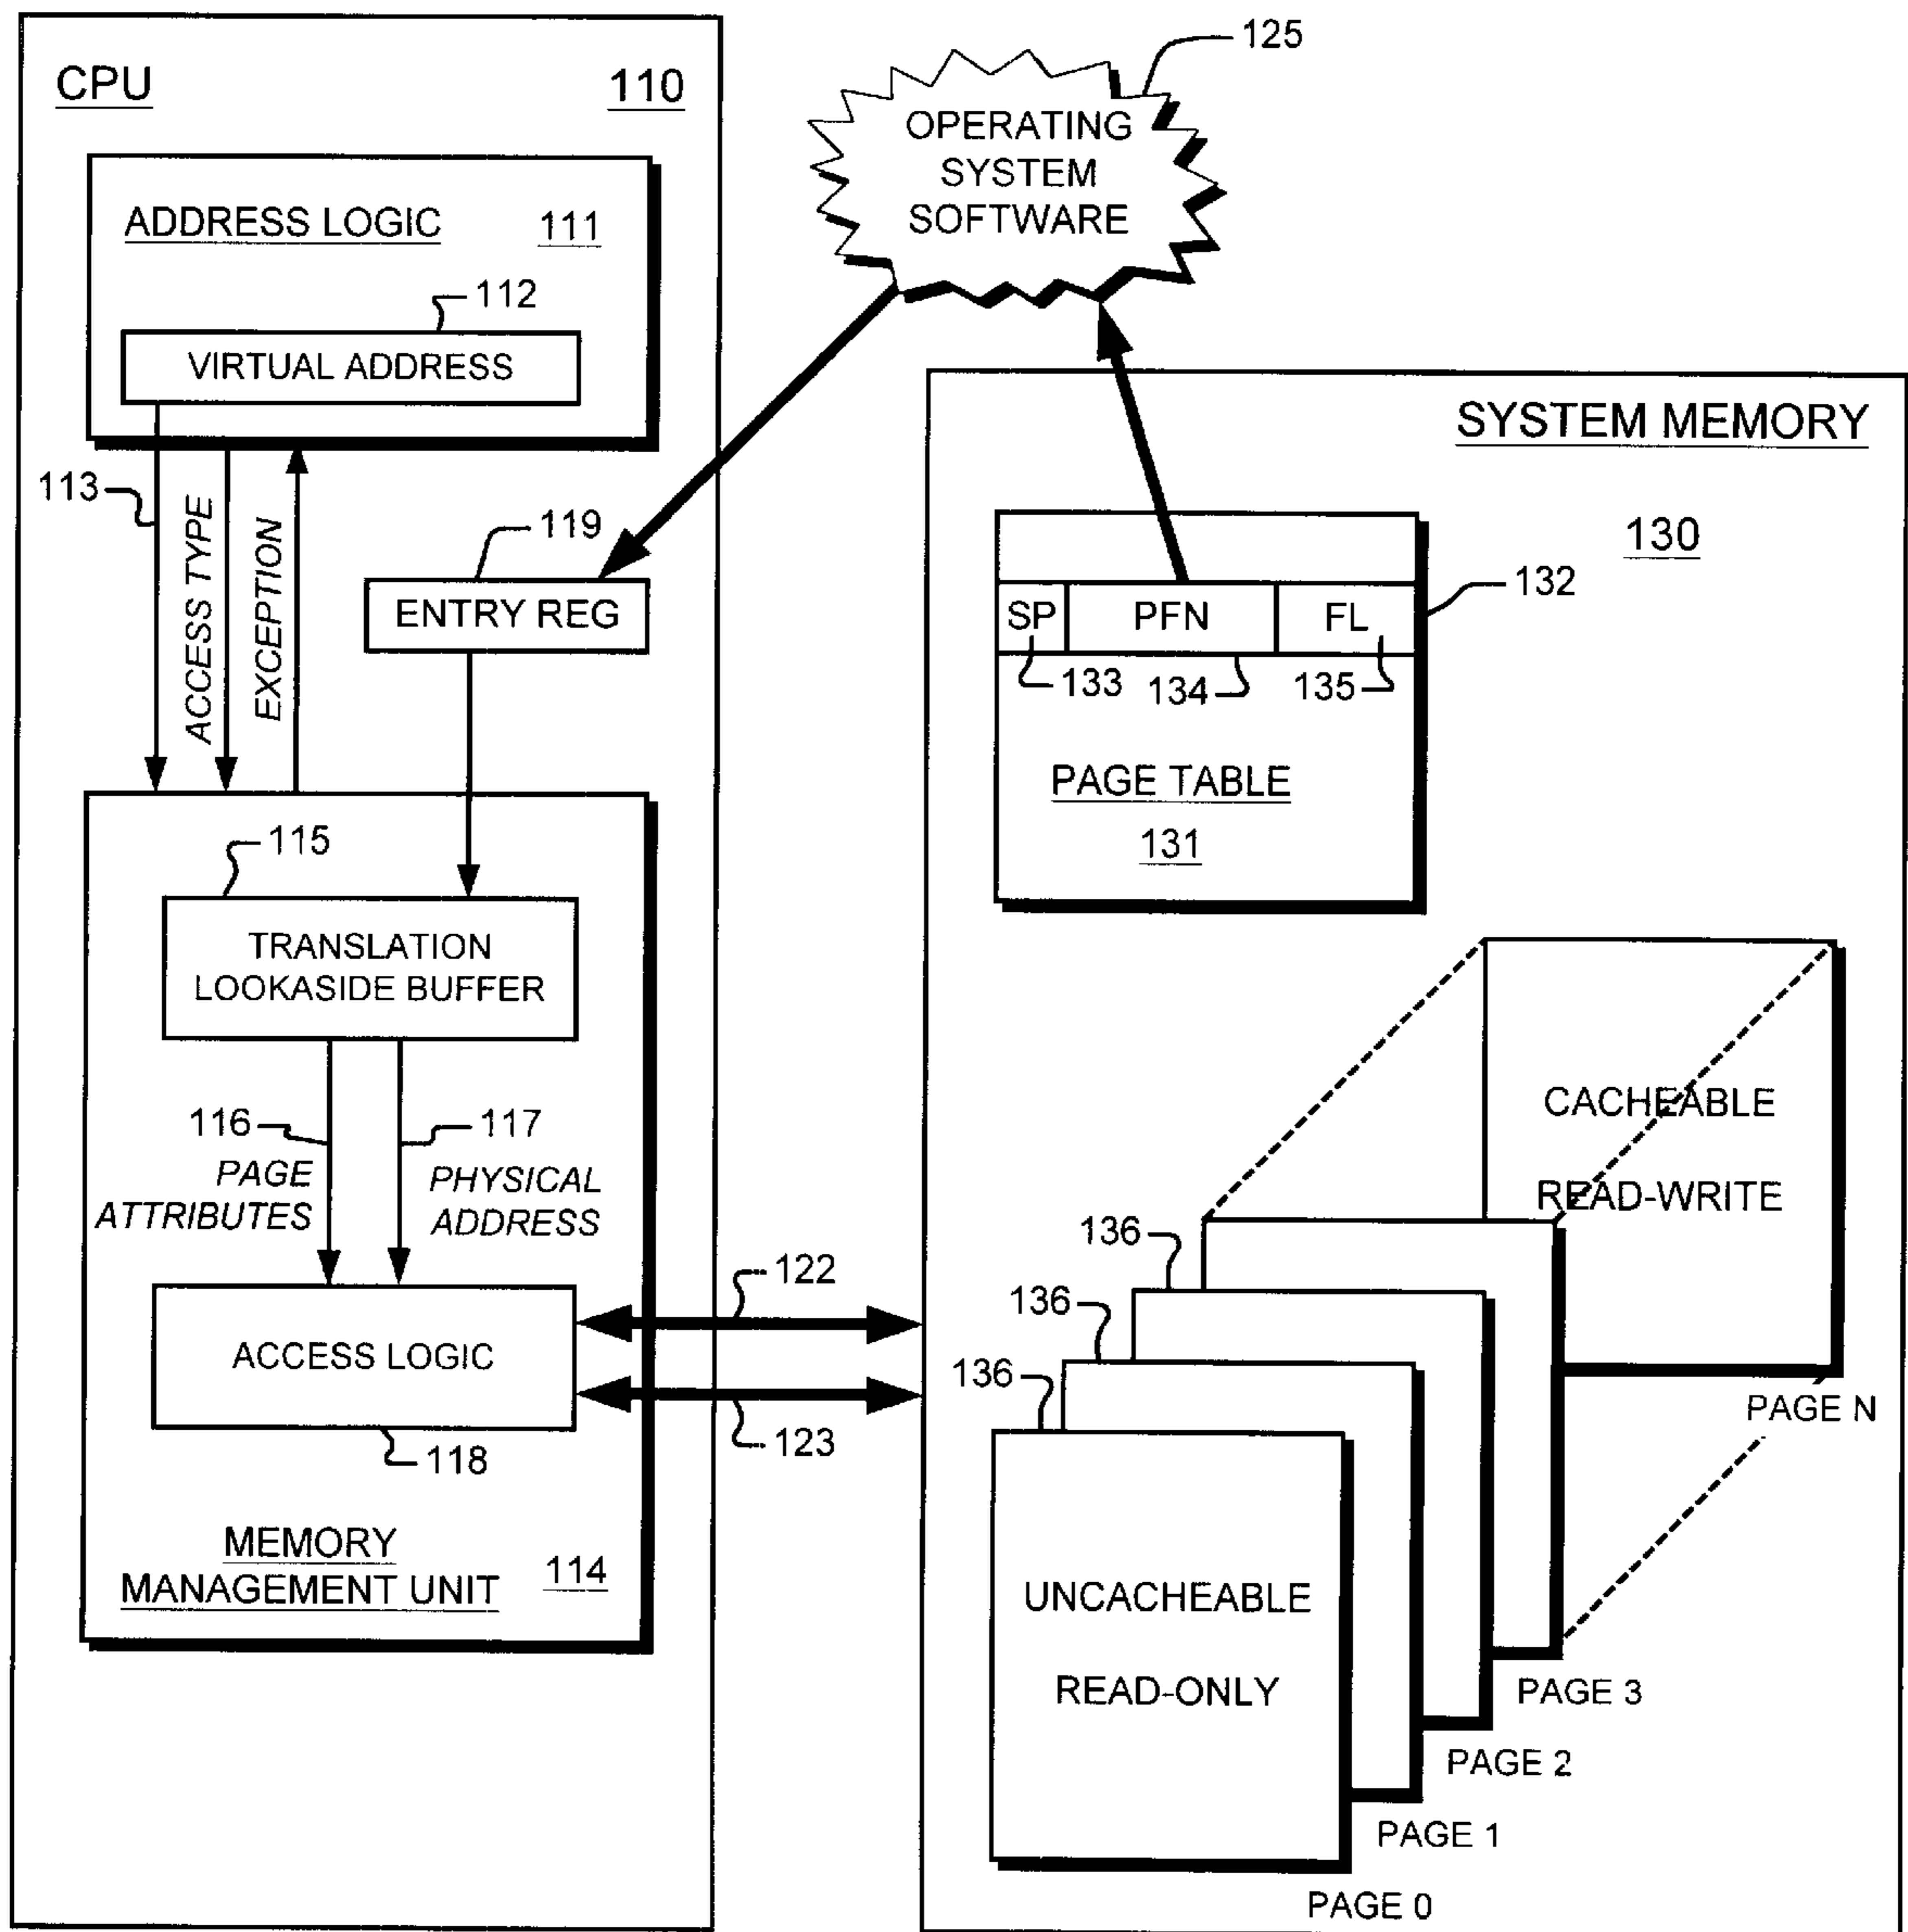 CPU
110
ADDRESS LOGIC
111
112
VIRTUAL ADDRESS
113
ACCESS TYPE
EXCEPTION
119
ENTRY REG
115
TRANSLATION
LOOKASIDE BUFFER
116
117
PAGE
ATTRIBUTES
PHYSICAL
ADDRESS
ACCESS LOGIC
118
MEMORY
MANAGEMENT UNIT
114
122
123
125
OPERATING
SYSTEM
SOFTWARE
SYSTEM MEMORY
130
132
SP
PFN
FL
133
134
135
PAGE TABLE
131
CACHEABLE
READ-WRITE
136
136
136
UNCACHEABLE
READ-ONLY
PAGE N
PAGE 3
PAGE 2
PAGE 1
PAGE 0